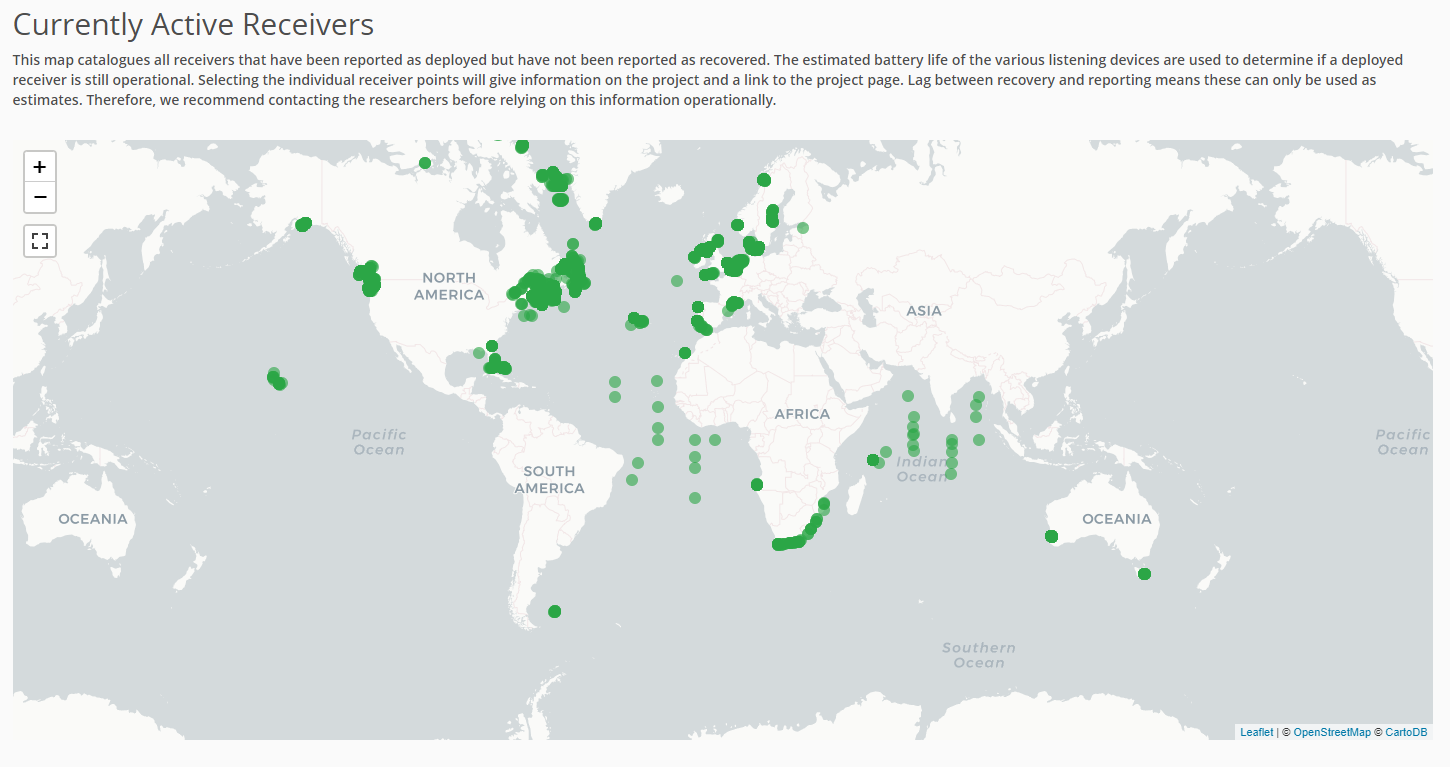 Currently Active Receivers
This map catalogues all receivers that have been reported as deployed but have not been reported as recovered. The estimated battery life of the various listening devices are used to determine if a deployed
receiver is still operational. Selecting the individual receiver points will give information on the project and a link to the project page. Lag between recovery and reporting means these can only be used as
estimates. Therefore, we recommend contacting the researchers before relying on this information operationally.
+
−
NORTH
AMERICA
ASIA
AFRICA
Pacific
Ocean
Pacific
Ocean
Indian
Ocean
SOUTH
AMERICA
OCEANIA
OCEANIA
Southern
Ocean
Leaflet | © OpenStreetMap © CartoDB